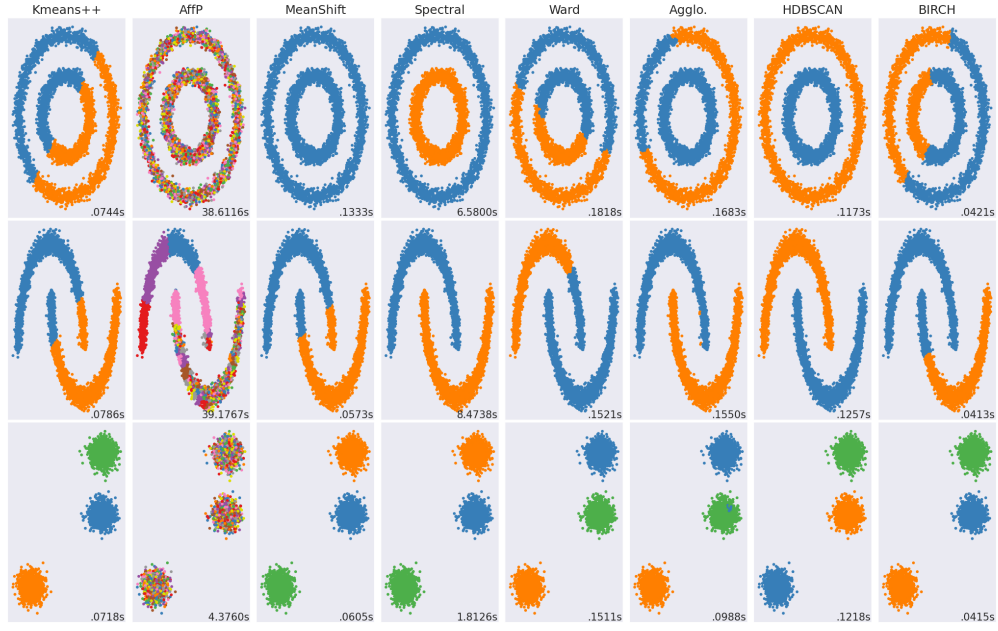 Kmeans++ AffP MeanShift Spectral Ward Agglo. HDBSCAN BIRCH
.0744s 38.6116s .1333s 6.5800s .1818s .1683s .1173s .0421s
.0786s 39.1767s .0573s 8.4738s .1521s .1550s .1257s .0413s
.0718s 4.3760s .0605s 1.8126s .1511s .0988s .1218s .0415s